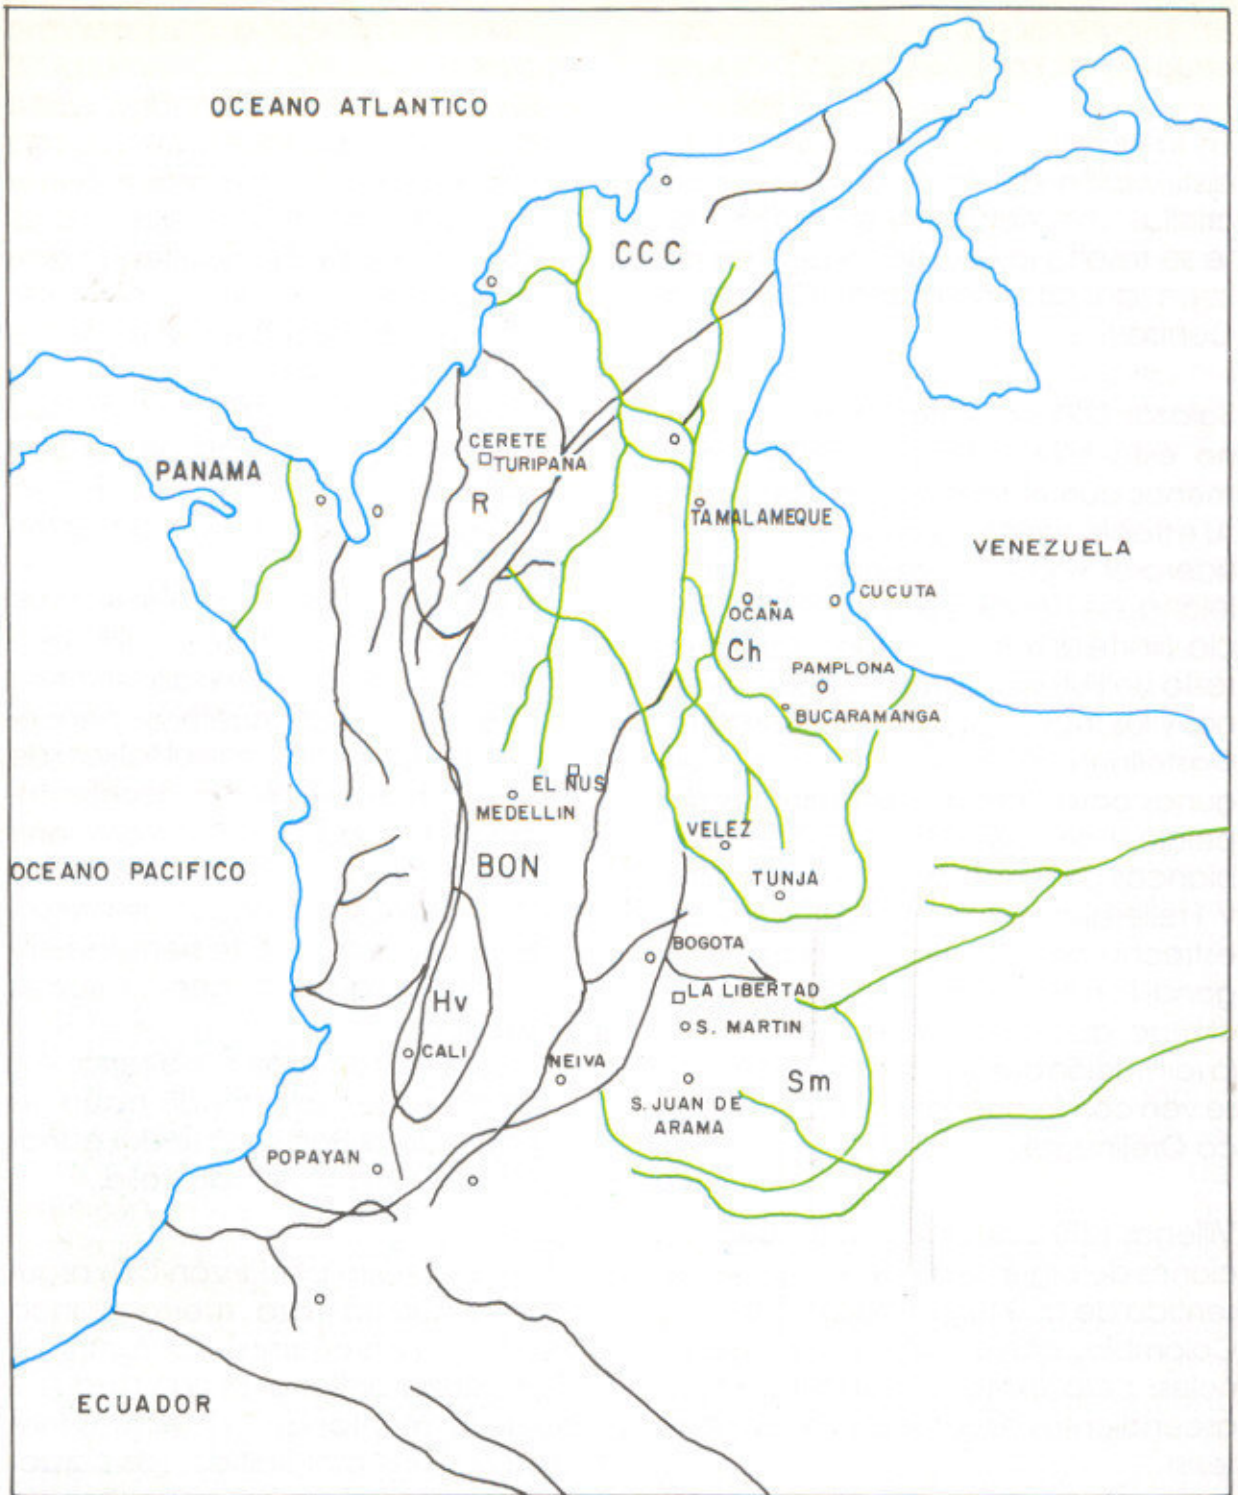 OCEANO ATLANTICO
CCC
CERETE
TURIPANA
PANAMA
R
TAMALAMEQUE
VENEZUELA
OCAÑA
CUCUTA
Ch
PAMPLONA
BUCARAMANGA
EL NUS
MEDELLIN
VELEZ
OCEANO PACIFICO
BON
TUNJA
BOGOTA
LA LIBERTAD
Hv
S. MARTIN
CALI
NEIVA
Sm
S. JUAN DE
ARAMA
POPAYAN
ECUADOR